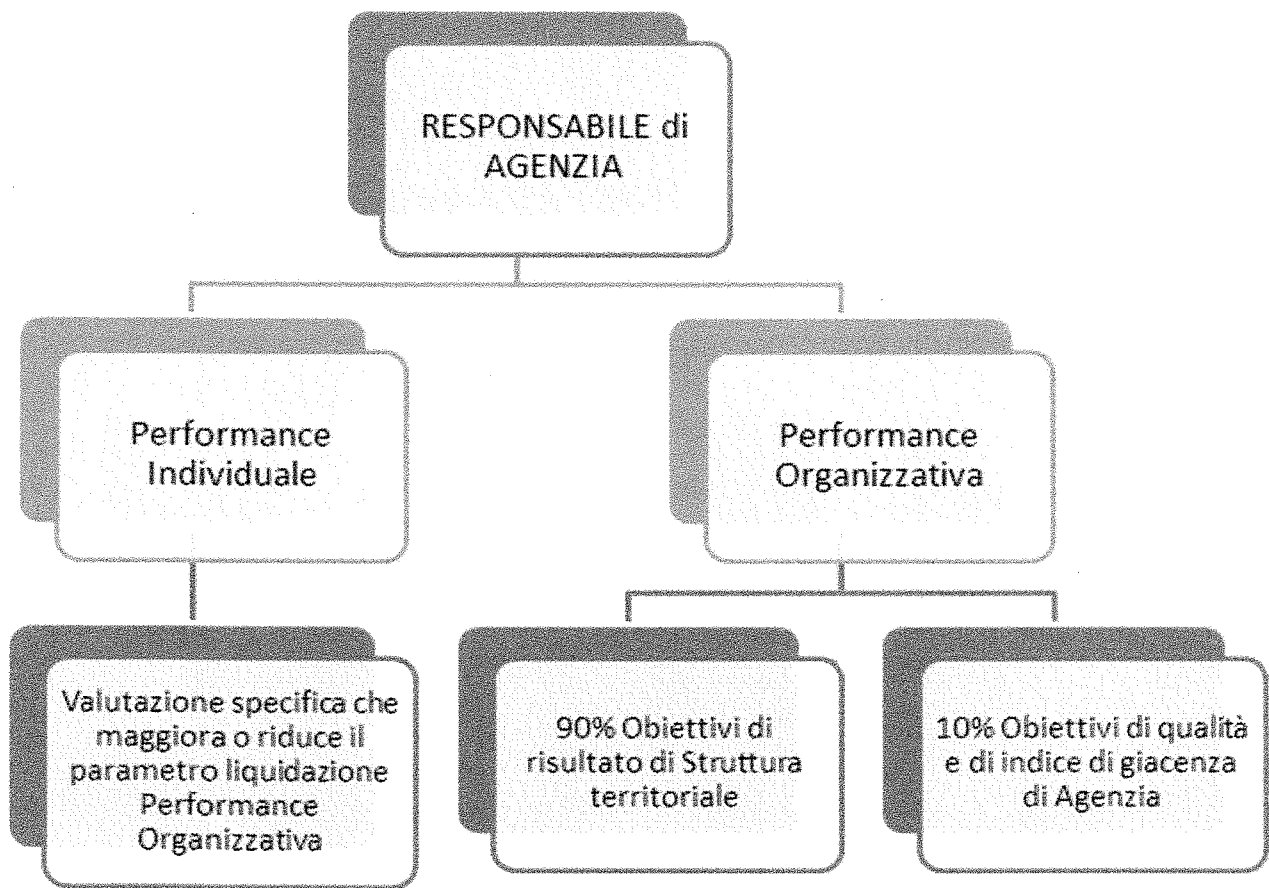 RESPONSABILE di
AGENZIA
Performance
Individuale
Performance
Organizzativa
Valutazione specifica che
maggiora o riduce il
parametro liquidazione
Performance
Organizzativa
90% Obiettivi di
risultato di Struttura
territoriale
10% Obiettivi di qualità
e di indice di giacenza
di Agenzia